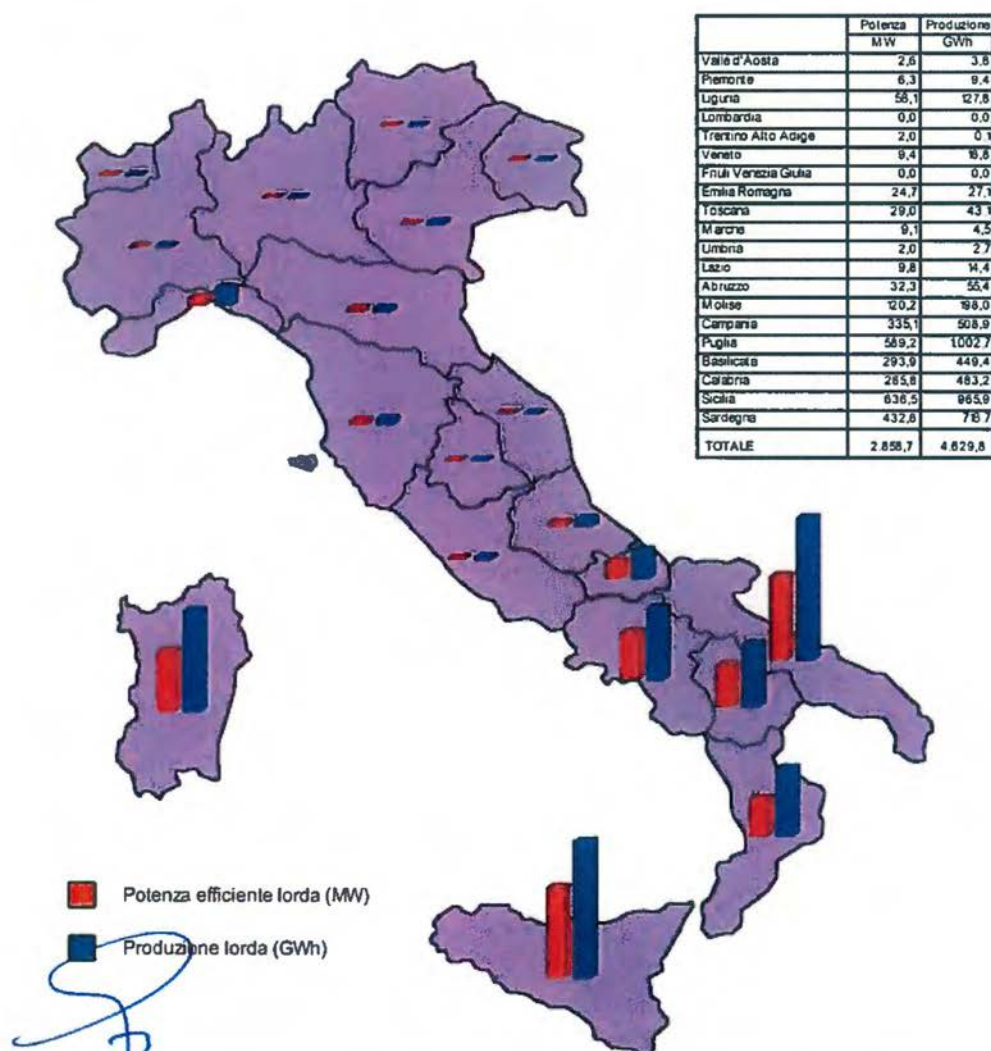 Potenza Produzione
MW GWh
Valle d'Aosta 2,6 3,6
Piemonte 6,3 9,4
Liguria 56,1 127,8
Lombardia 0,0 0,0
Trentino Alto Adige 2,0 0,1
Veneto 9,4 18,8
Friuli Venezia Giulia 0,0 0,0
Emilia Romagna 24,7 27,1
Toscana 29,0 43,1
Marche 9,1 4,5
Umbria 2,0 2,7
Lazio 9,8 14,4
Abruzzo 32,3 55,4
Molise 120,2 198,0
Campania 335,1 508,9
Puglia 589,2 1.002,7
Basilicata 293,9 449,4
Calabria 265,8 483,2
Sicilia 636,5 965,9
Sardegna 432,8
TOTALE 2.858,7 4.629,8
Potenza efficiente lorda (MW)
Produzione lorda (GWh)